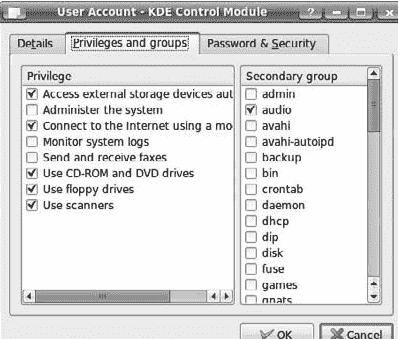 User Account - KDE Control Module
Details
Privileges and groups
Password & Security
Privilege
Access external storage devices aut
Administer the system
Connect to the Internet using a mo
Monitor system logs
Send and receive faxes
Use CD-ROM and DVD drives
Use floppy drives
Use scanners
Secondary group
admin
audio
avahi
avahi-autoipd
backup
bin
crontab
daemon
dhcp
dip
disk
fuse
games
gnats
OK
Cancel